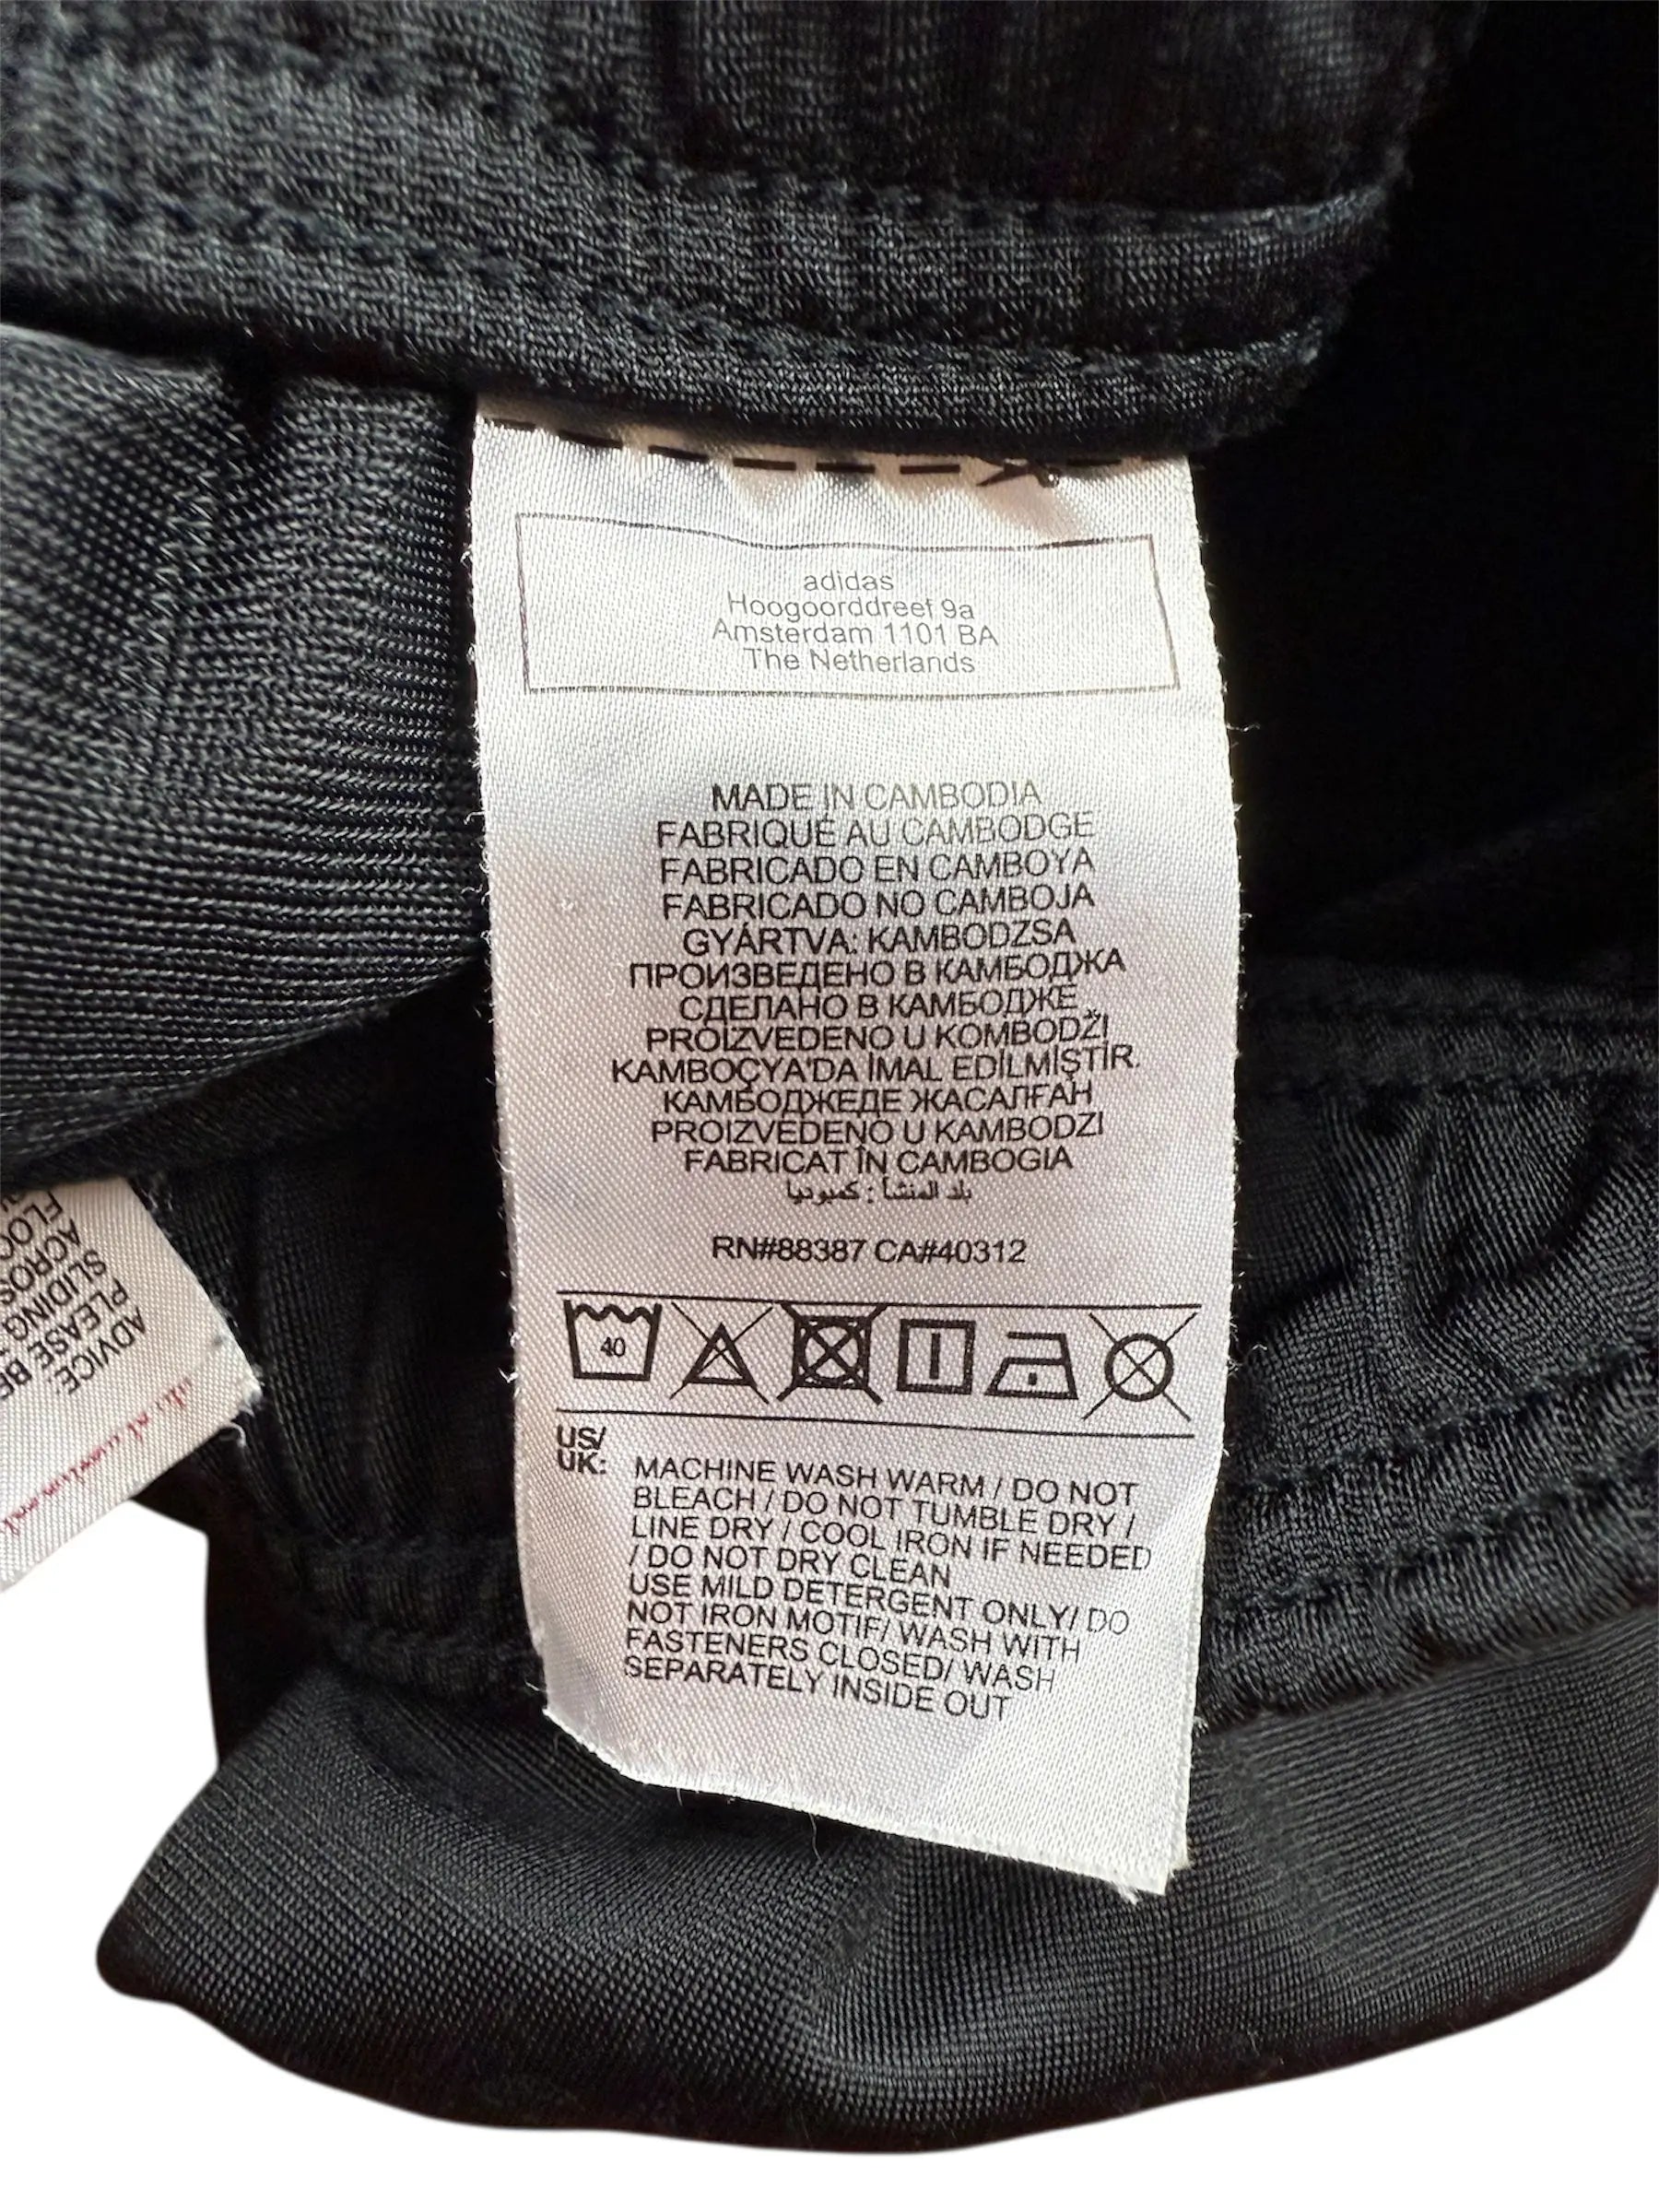 adidas
Hoogoorddreef 9a
Amsterdam 1101 BA
The Netherlands
MADE IN CAMBODIA
FABRIQUÉ AU CAMBODGE
FABRICADO EN CAMBOYA
FABRICADO NO CAMBOJA
GYÁRTVA: KAMBODZSA
ПРОИЗВЕДЕНО В КАМБОДЖА
СДЕЛАНО В КАМБОДЖЕ
PROIZVEDENO U KOMBODŽI
KAMBOÇYA'DA İMAL EDİLMİŞTİR.
КАМБОДЖЕДЕ ЖАСАЛҒАН
PROIZVEDENO U KAMBODZI
FABRICAT ÎN CAMBOGIA
بلد المنشأ : كمبوديا
RN#88387 CA#40312
40
US/
UK:
MACHINE WASH WARM / DO NOT
BLEACH / DO NOT TUMBLE DRY /
LINE DRY / COOL IRON IF NEEDED
/ DO NOT DRY CLEAN
USE MILD DETERGENT ONLY/ DO
NOT IRON MOTIF/ WASH WITH
FASTENERS CLOSED/ WASH
SEPARATELY INSIDE OUT
ADVICE:
PLEASE BE
SLIDING
ACROS
FLOO